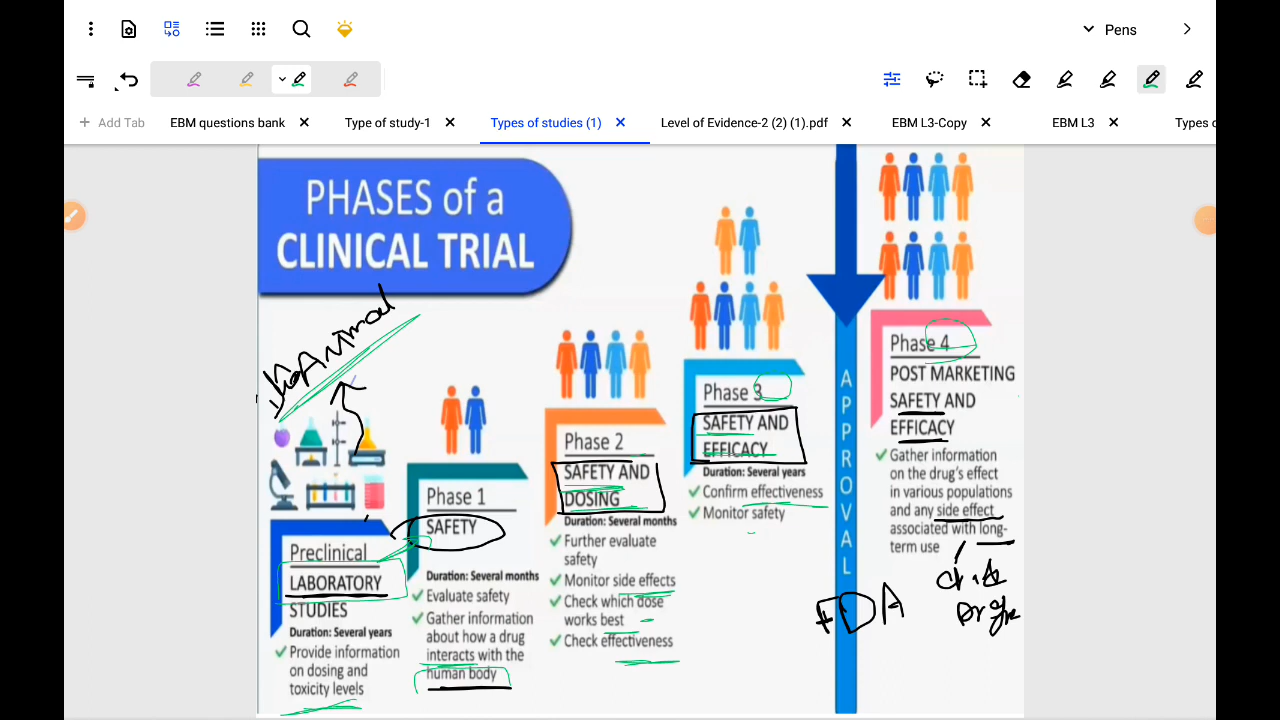 Pens
Add Tab
EBM questions bank
Type of study-1
Types of studies (1)
Level of Evidence-2 (2) (1).pdf
EBM L3-Copy
EBM L3
Types o
PHASES of a
CLINICAL TRIAL
Animal
Preclinical
LABORATORY
STUDIES
Duration: Several years
Provide information
on dosing and
toxicity levels
Phase 1
SAFETY
Duration: Several months
Evaluate safety
Gather information
about how a drug
interacts with the
human body
Phase 2
SAFETY AND
DOSING
Duration: Several months
Further evaluate
safety
Monitor side effects
Check which dose
works best
Check effectiveness
Phase 3
SAFETY AND
EFFICACY
Duration: Several years
Confirm effectiveness
Monitor safety
APPROVAL
FDA
Phase 4
POST MARKETING
SAFETY AND
EFFICACY
Gather information
on the drug's effect
in various populations
and any side effect
associated with long-
term use